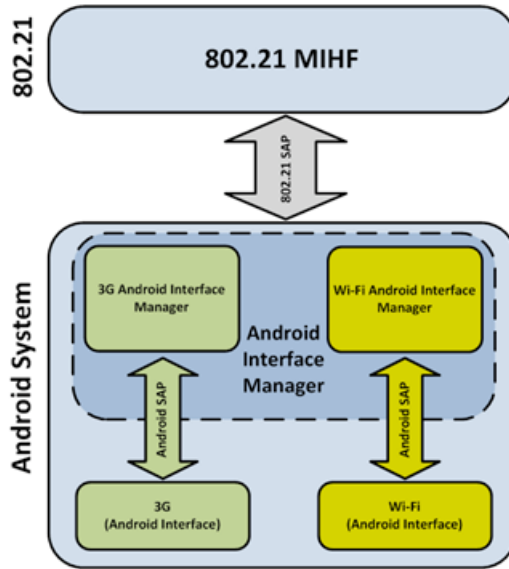 802.21
802.21 MIHF
802.21 SAP
Android System
3G Android Interface
Manager
Wi-Fi Android Interface
Manager
Android
Interface
Manager
Android SAP
Android SAP
3G
(Android Interface)
Wi-Fi
(Android Interface)